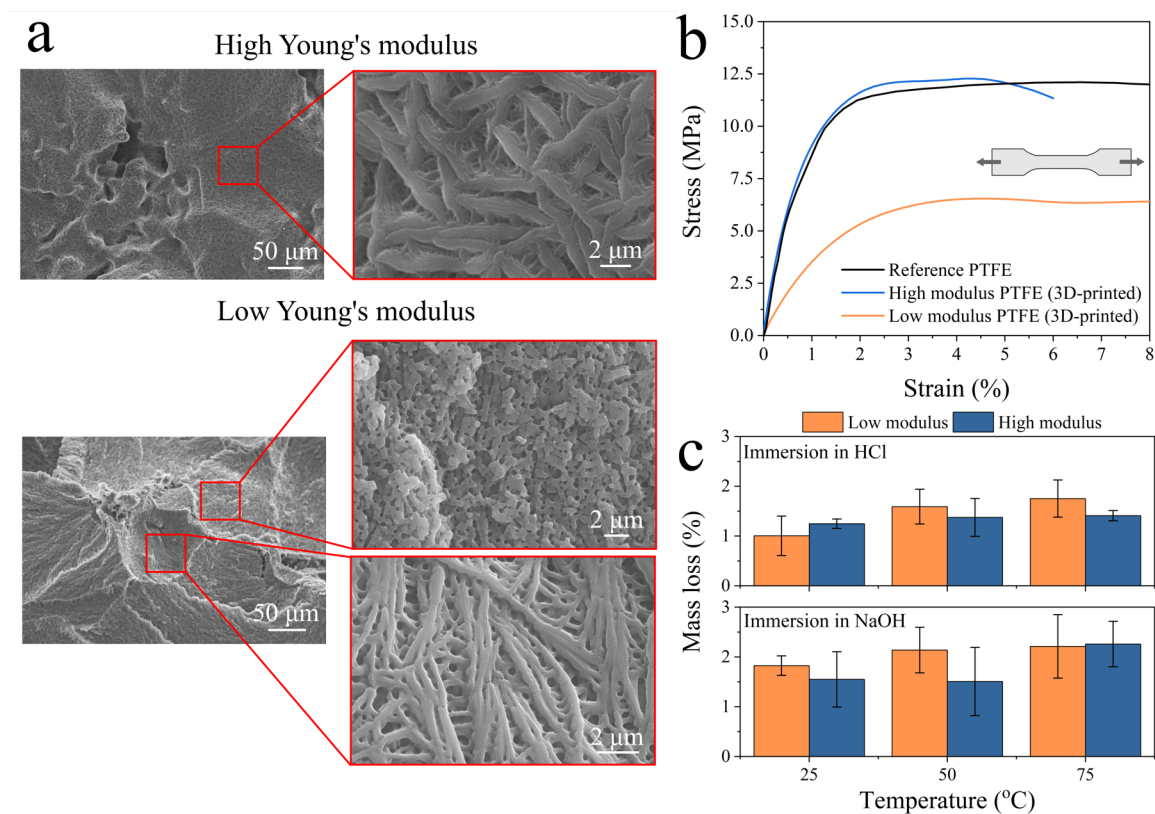 a
High Young's modulus
50 μm
2 μm
Low Young's modulus
50 μm
2 μm
2 μm
b
Stress (MPa)
15.0
12.5
10.0
7.5
5.0
2.5
0.0
Reference PTFE
High modulus PTFE (3D-printed)
Low modulus PTFE (3D-printed)
0 1 2 3 4 5 6 7 8
Strain (%)
Low modulus High modulus
c
Mass loss (%)
Immersion in HCl
3
2
1
0
Immersion in NaOH
3
2
1
0
25 50 75
Temperature (°C)